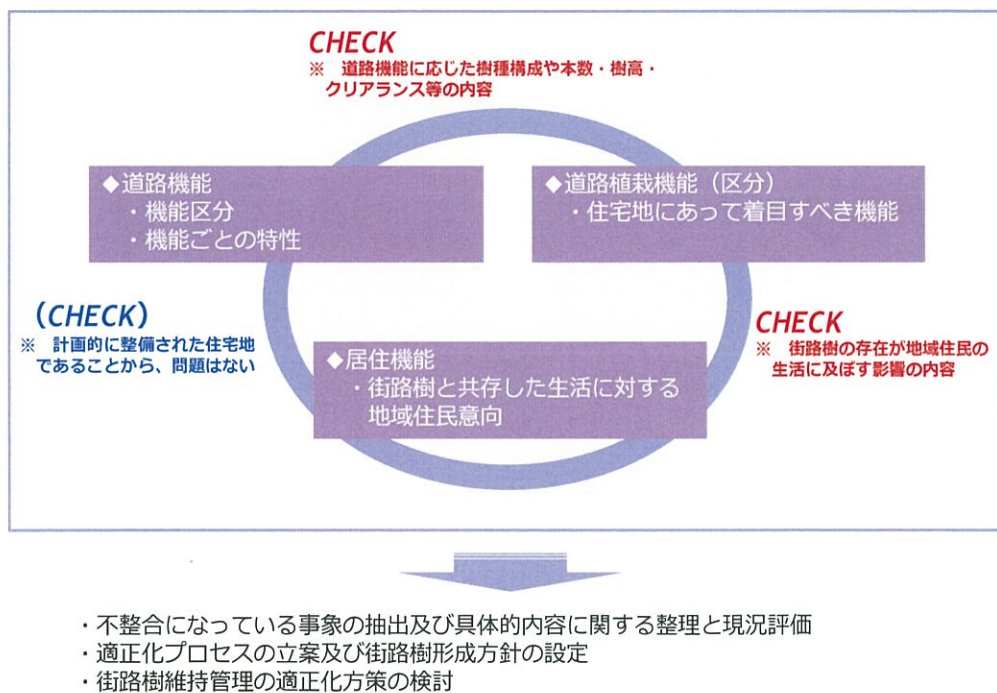 CHECK
※ 道路機能に応じた樹種構成や本数・樹高・
クリアランス等の内容
◆道路機能
・機能区分
・機能ごとの特性
◆道路植栽機能（区分）
・住宅地にあって着目すべき機能
（CHECK）
※ 計画的に整備された住宅地
であることから、問題はない
CHECK
※ 街路樹の存在が地域住民の
生活に及ぼす影響の内容
◆居住機能
・街路樹と共存した生活に対する
地域住民意向
・不整合になっている事象の抽出及び具体的内容に関する整理と現況評価
・適正化プロセスの立案及び街路樹形成方針の設定
・街路樹維持管理の適正化方策の検討